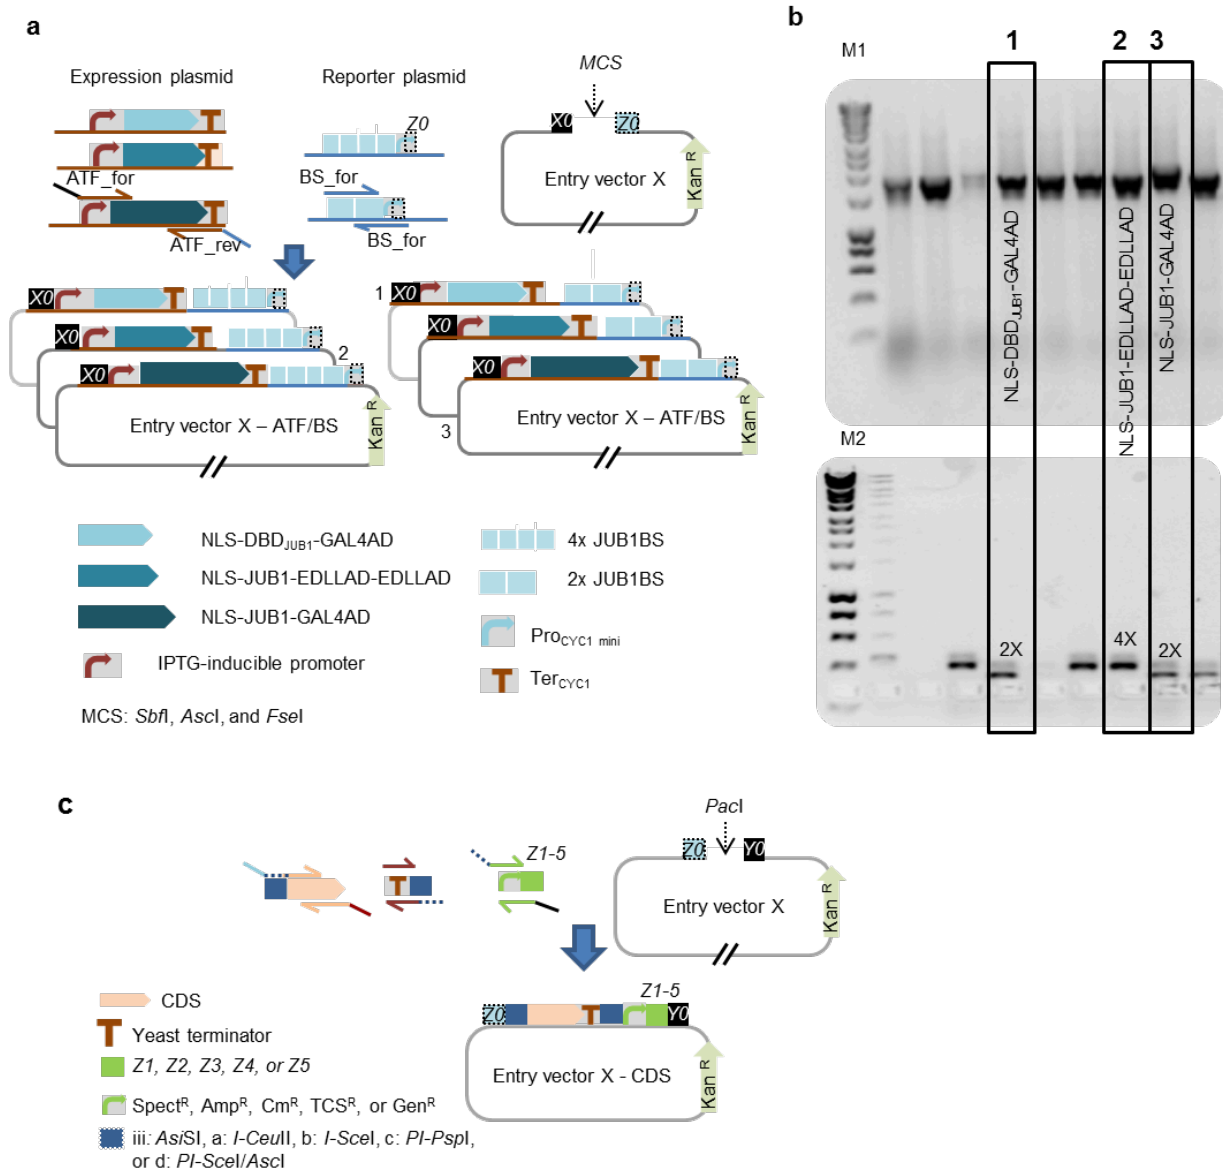 a
Expression plasmid
Reporter plasmid
MCS
Z0
X0
Z0
ATF_for
BS_for
Entry vector X
Kan R
ATF_rev
BS_for
X0
X0
2
X0
Entry vector X – ATF/BS
Kan R
1
X0
X0
X0
Entry vector X – ATF/BS
3
Kan R
NLS-DBDJUB1-GAL4AD
NLS-JUB1-EDLLAD-EDLLAD
NLS-JUB1-GAL4AD
IPTG-inducible promoter
4x JUB1BS
2x JUB1BS
ProCYC1 mini
TerCYC1
MCS: SbfI, AscI, and FseI
b
M1
1
2
3
NLS-DBDJUB1-GAL4AD
NLS-JUB1-EDLLAD-EDLLAD
NLS-JUB1-GAL4AD
M2
2X
4X
2X
c
PacI
Z1-5
Z0
Y0
Entry vector X
Kan R
Z1-5
Z0
Y0
Entry vector X - CDS
Kan R
CDS
Yeast terminator
Z1, Z2, Z3, Z4, or Z5
SpectR, AmpR, CmR, TCSR, or GenR
iii: AsiSI, a: I-CeuII, b: I-SceI, c: PI-PspI,
or d: PI-SceI/AscI